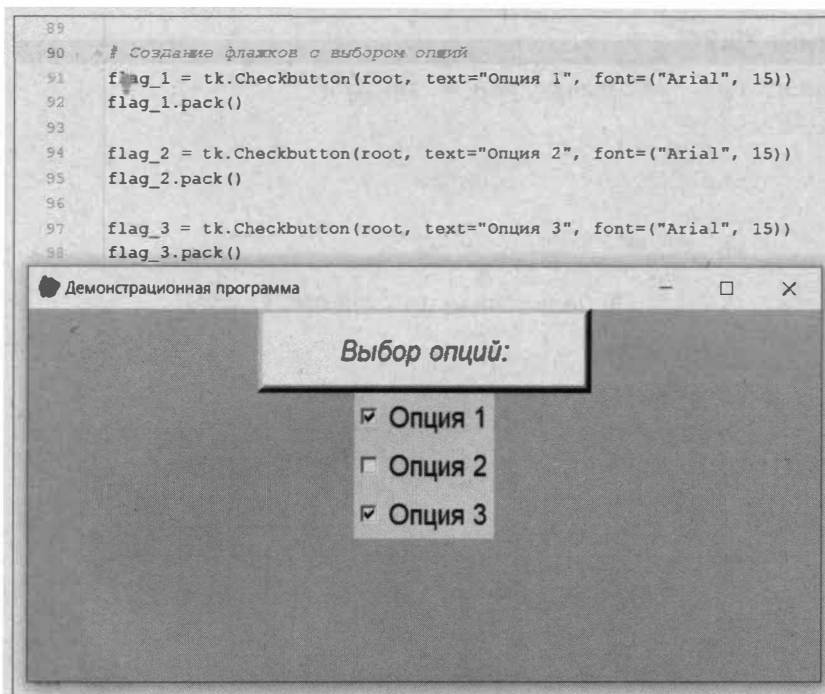 89
90 # Создание флажков с выбором опций
91 flag_1 = tk.Checkbutton(root, text="Опция 1", font=("Arial", 15))
92 flag_1.pack()
93
94 flag_2 = tk.Checkbutton(root, text="Опция 2", font=("Arial", 15))
95 flag_2.pack()
96
97 flag_3 = tk.Checkbutton(root, text="Опция 3", font=("Arial", 15))
98 flag_3.pack()
Демонстрационная программа
Выбор опций:
Опция 1
Опция 2
Опция 3